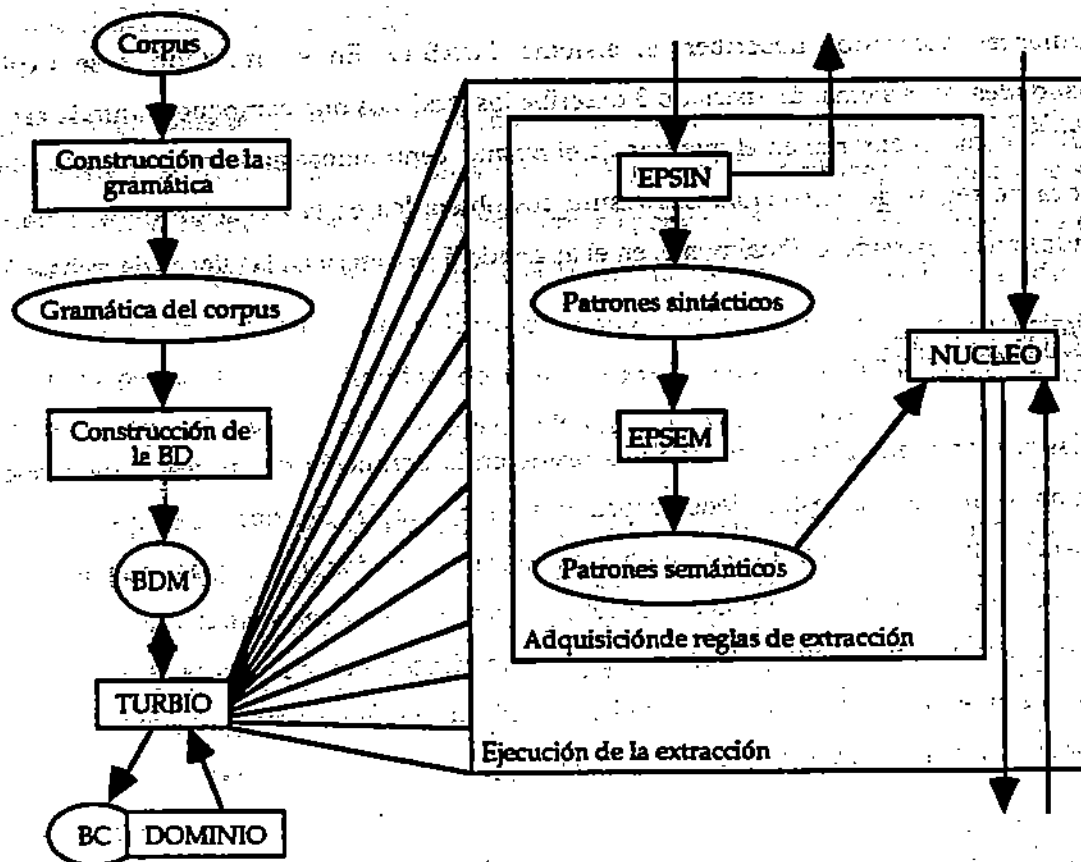 Corpus
Construcción de la
gramática
Gramática del corpus
Construcción de
la BD
BDM
TURBIO
BC
DOMINIO
EPSIN
Patrones sintácticos
EPSEM
Patrones semánticos
Adquisiciónde reglas de extracción
NUCLEO
Ejecución de la extracción